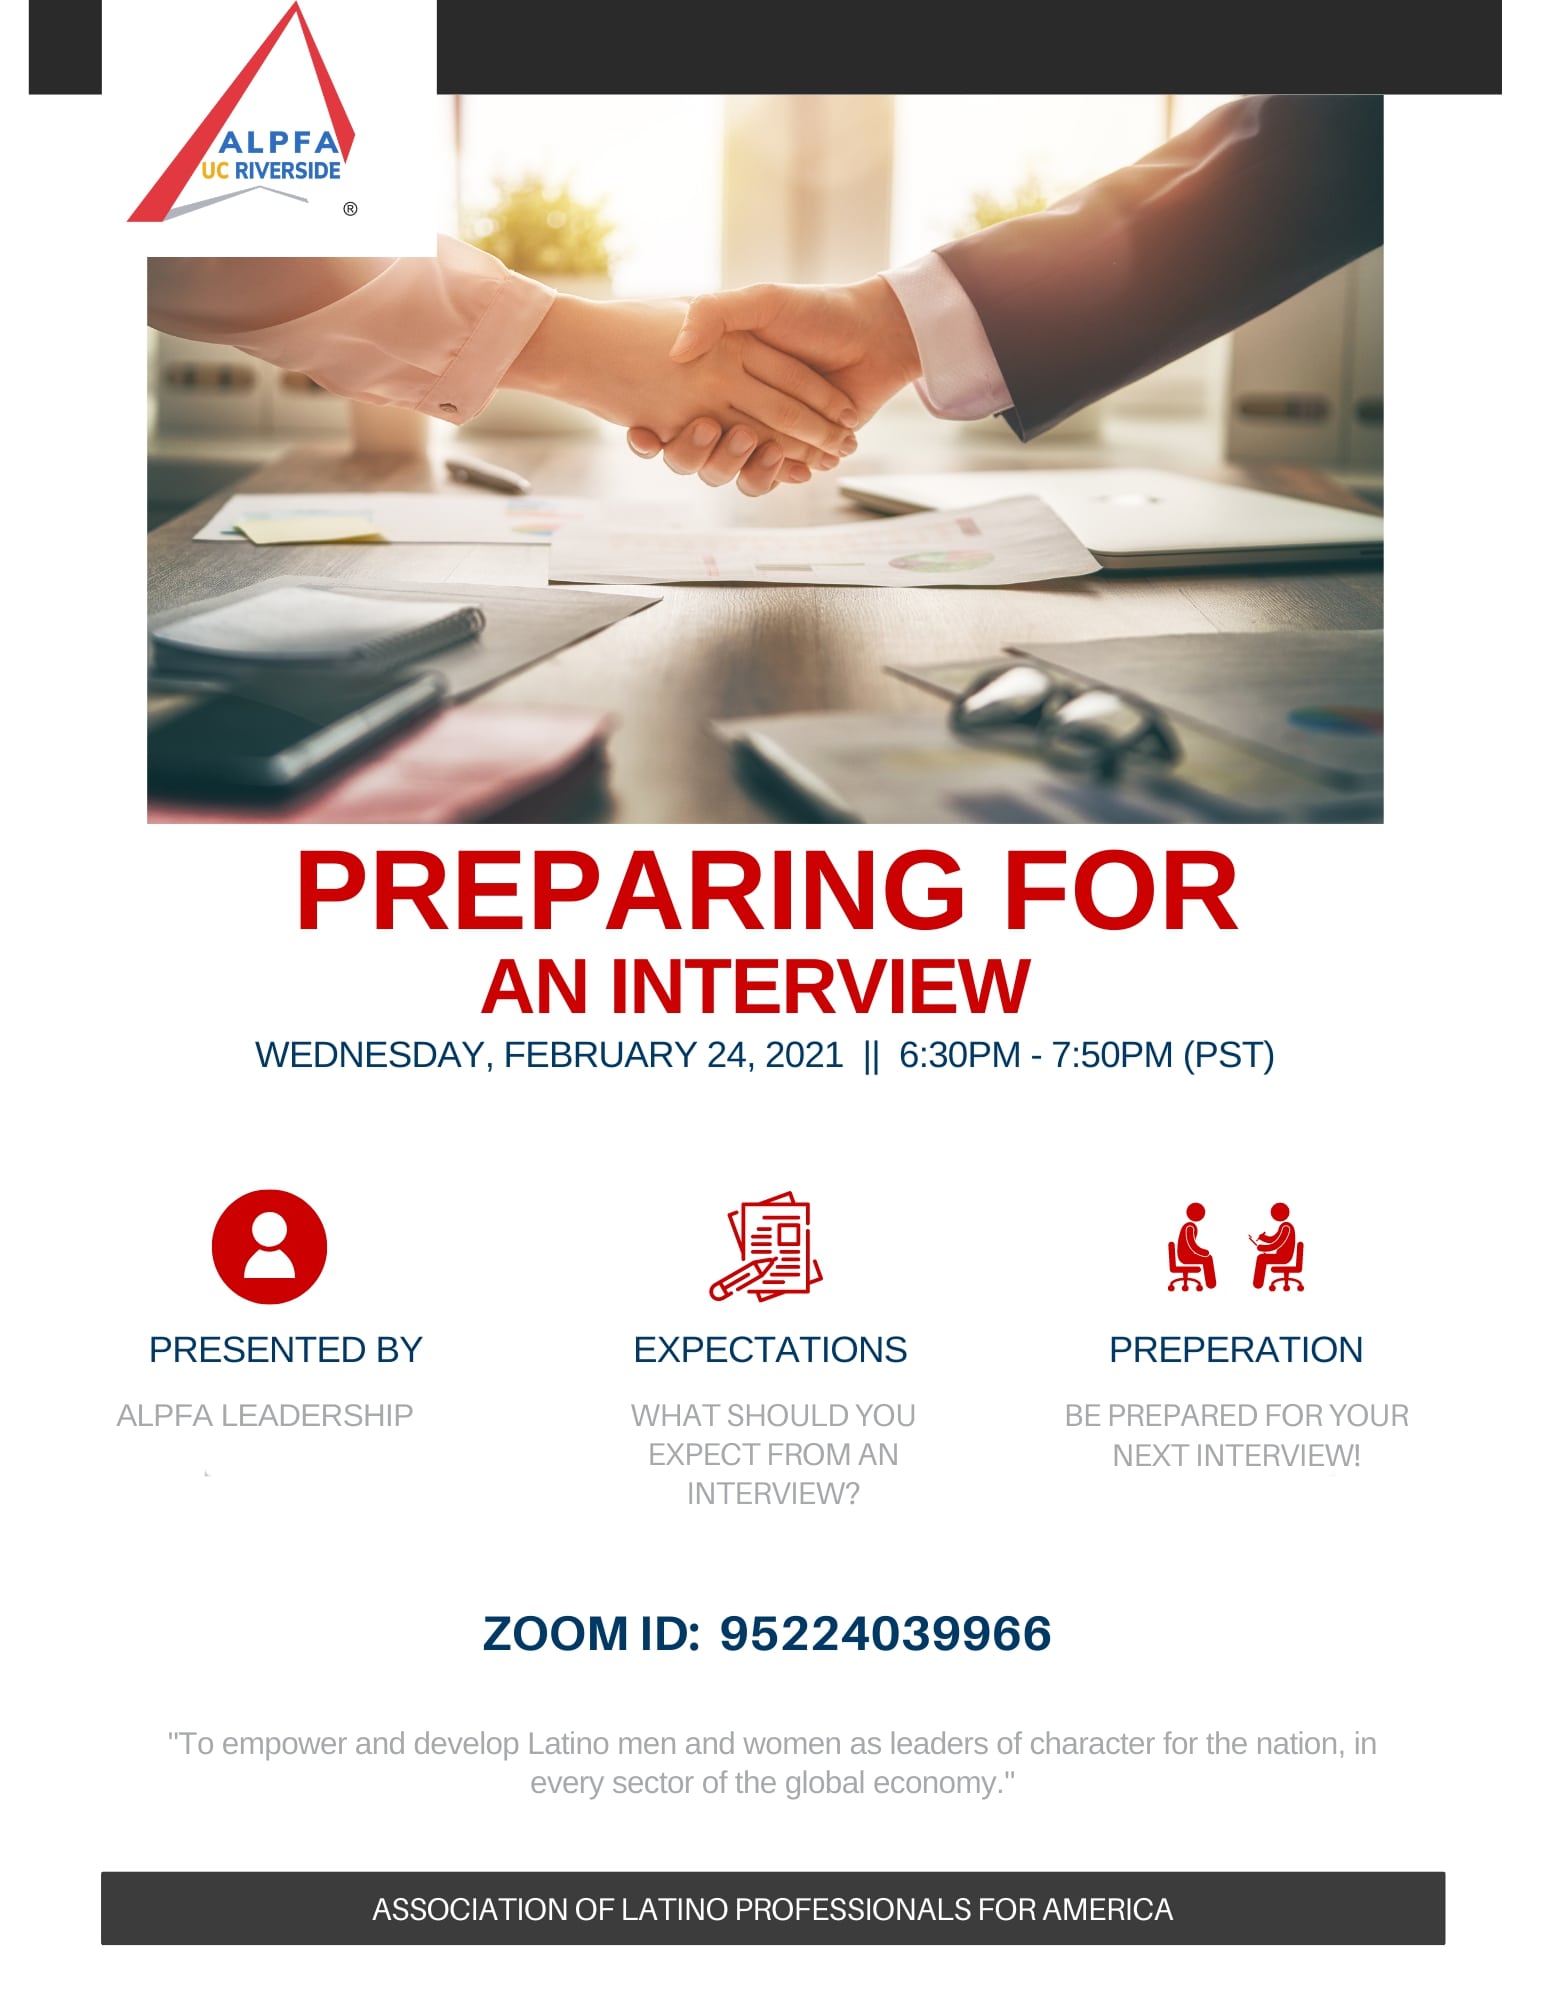 ALPFA
UC RIVERSIDE
®
PREPARING FOR
AN INTERVIEW
WEDNESDAY, FEBRUARY 24, 2021 || 6:30PM - 7:50PM (PST)
PRESENTED BY
ALPFA LEADERSHIP
EXPECTATIONS
WHAT SHOULD YOU
EXPECT FROM AN
INTERVIEW?
PREPERATION
BE PREPARED FOR YOUR
NEXT INTERVIEW!
ZOOM ID: 95224039966
"To empower and develop Latino men and women as leaders of character for the nation, in
every sector of the global economy."
ASSOCIATION OF LATINO PROFESSIONALS FOR AMERICA